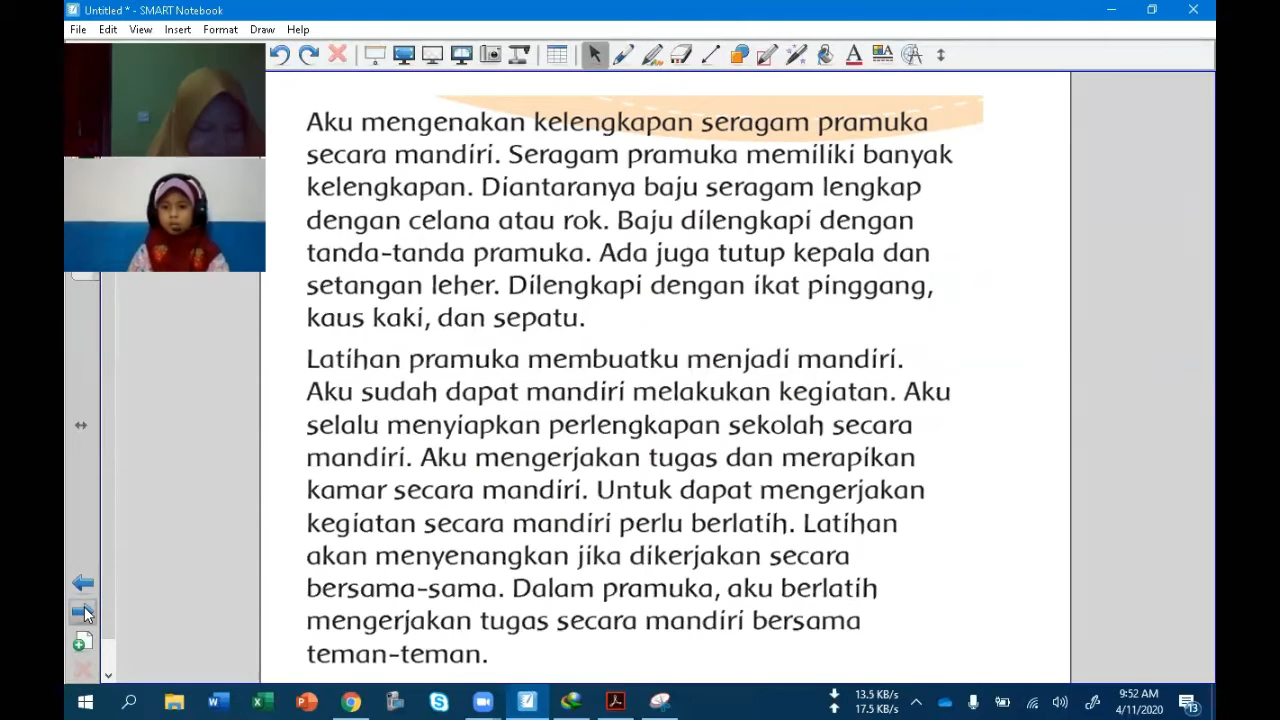 Untitled * - SMART Notebook
File Edit View Insert Format Draw Help
Aku mengenakan kelengkapan seragam pramuka
secara mandiri. Seragam pramuka memiliki banyak
kelengkapan. Diantaranya baju seragam lengkap
dengan celana atau rok. Baju dilengkapi dengan
tanda-tanda pramuka. Ada juga tutup kepala dan
setangan leher. Dilengkapi dengan ikat pinggang,
kaus kaki, dan sepatu.
Latihan pramuka membuatku menjadi mandiri.
Aku sudah dapat mandiri melakukan kegiatan. Aku
selalu menyiapkan perlengkapan sekolah secara
mandiri. Aku mengerjakan tugas dan merapikan
kamar secara mandiri. Untuk dapat mengerjakan
kegiatan secara mandiri perlu berlatih. Latihan
akan menyenangkan jika dikerjakan secara
bersama-sama. Dalam pramuka, aku berlatih
mengerjakan tugas secara mandiri bersama
teman-teman.
13.5 KB/s
17.5 KB/s
9:52 AM
4/11/2020
13